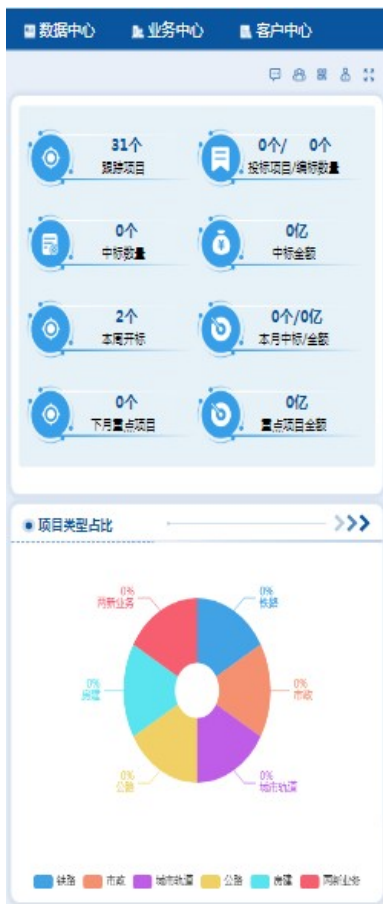 数据中心 业务中心 客户中心
31个
跟踪项目
0个/ 0个
投标项目/编标数量
0个
中标数量
0亿
中标金额
2个
本周开标
0个/0亿
本月中标/金额
0个
下月重点项目
0亿
重点项目金额
项目类型占比
0%
两新业务
0%
铁路
0%
房建
0%
市政
0%
公路
0%
城市轨道
铁路 市政 城市轨道 公路 房建 两新业务